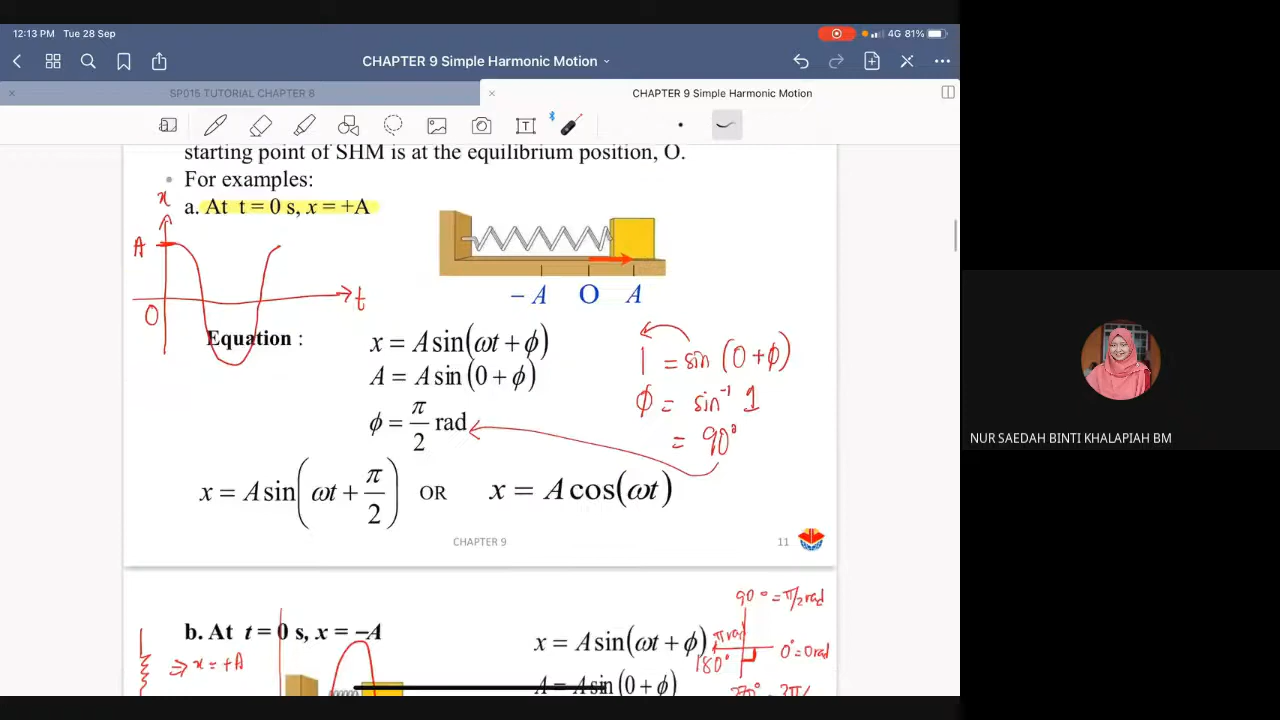 12:13 PM Tue 28 Sep
4G 81%
CHAPTER 9 Simple Harmonic Motion
SP015 TUTORIAL CHAPTER 8
CHAPTER 9 Simple Harmonic Motion
starting point of SHM is at the equilibrium position, O.
• For examples:
a. At t = 0 s, x = +A
x
A
O
t
– A O A
Equation :
x = A sin(ωt + ϕ)
A = A sin(0 + ϕ)
ϕ = π/2 rad
1 = sin (0 + ϕ)
ϕ = sin⁻¹ 1
= 90°
x = A sin(ωt + π/2) OR x = A cos(ωt)
CHAPTER 9
11
b. At t = 0 s, x = –A
⇒ x = +A
x = A sin(ωt + ϕ)
A = A sin(0 + ϕ)
90° = π/2 rad
π rad
180°
0° = 0 rad
NUR SAEDAH BINTI KHALAPIAH BM